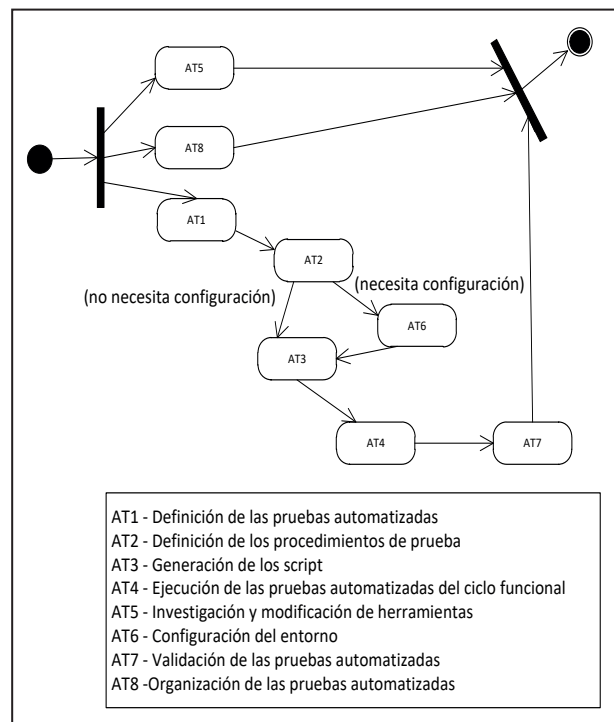 AT5
AT8
AT1
AT2
(no necesita configuración)
(necesita configuración)
AT6
AT3
AT4
AT7
AT1 - Definición de las pruebas automatizadas
AT2 - Definición de los procedimientos de prueba
AT3 - Generación de los script
AT4 - Ejecución de las pruebas automatizadas del ciclo funcional
AT5 - Investigación y modificación de herramientas
AT6 - Configuración del entorno
AT7 - Validación de las pruebas automatizadas
AT8 -Organización de las pruebas automatizadas